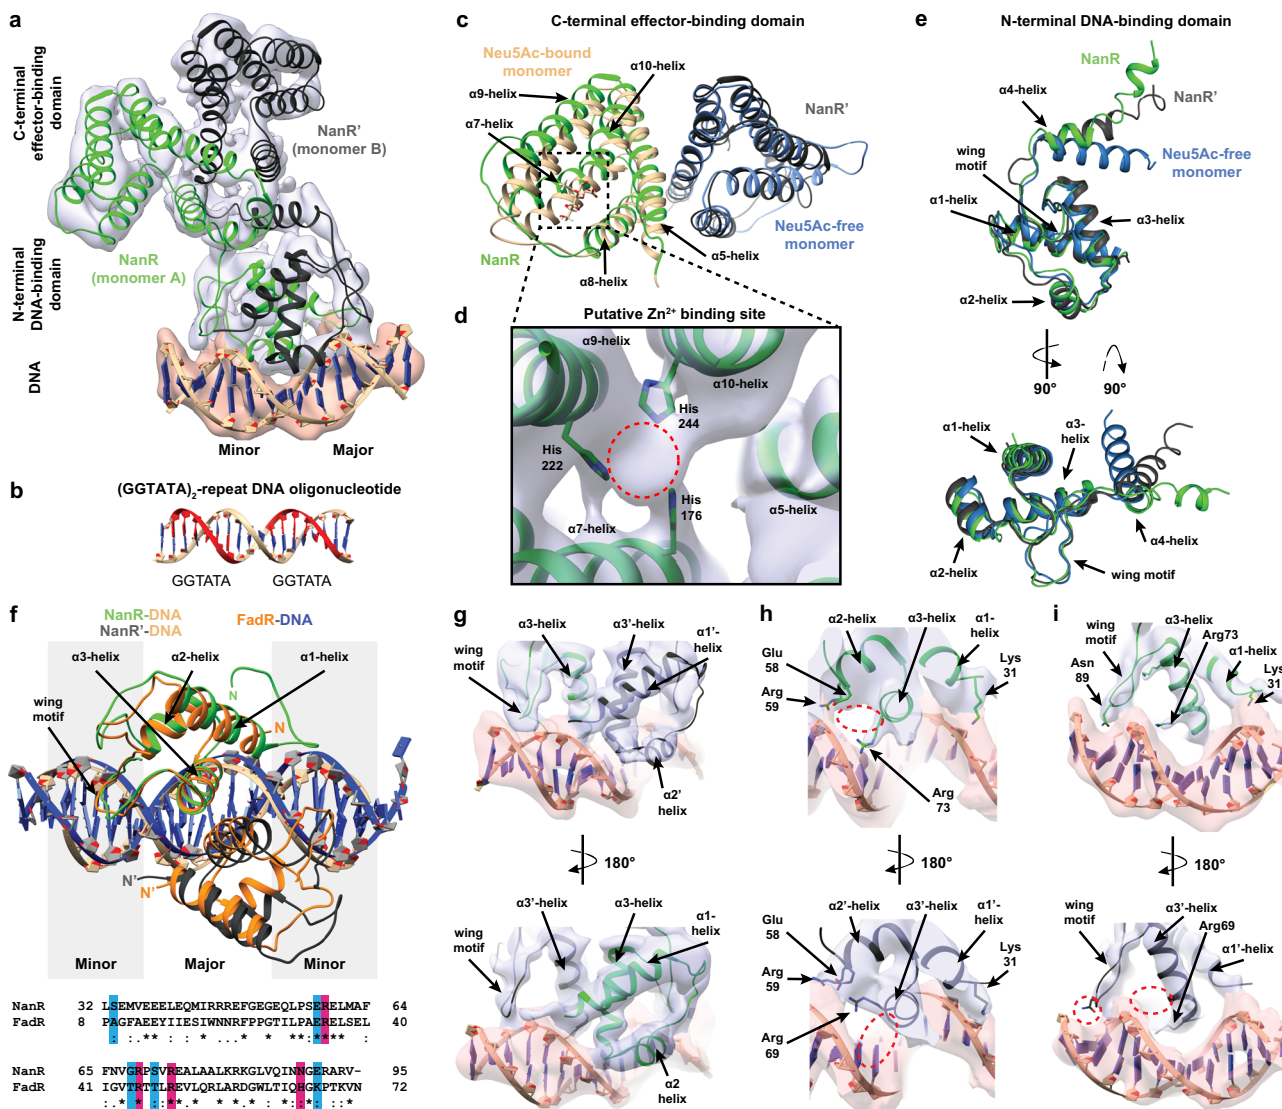 a
C-terminal
effector-binding
domain
N-terminal
DNA-binding
domain
DNA
NanR'
(monomer B)
NanR
(monomer A)
Minor
Major
b
(GGTATA)₂-repeat DNA oligonucleotide
GGTATA
GGTATA
c
C-terminal effector-binding domain
Neu5Ac-bound
monomer
α10-helix
α9-helix
α7-helix
NanR'
Neu5Ac-free
monomer
NanR
α8-helix
α5-helix
d
Putative Zn²⁺ binding site
α9-helix
α10-helix
His
244
His
222
His
176
α7-helix
α5-helix
e
N-terminal DNA-binding domain
NanR
NanR'
α4-helix
wing
motif
Neu5Ac-free
monomer
α1-helix
α3-helix
α2-helix
90°
90°
α1-helix
α3-
helix
α2-helix
α4-helix
wing motif
f
NanR-DNA
NanR'-DNA
FadR-DNA
α3-helix
α2-helix
α1-helix
wing
motif
N
N
N'
N'
Minor
Major
Minor
NanR 32 LSEMVEEELEQMIRRREFGEGEQLPSERELMAF 64
FadR 8 PAGFAEEYIIESIWNNRFPPGTILPAERELSEL 40
NanR 65 FNVGRPSVREALAALKRKGLVQINNGERARV- 95
FadR 41 IGVTRTTLREVLQRLARDGWLTIQHGKPTKVN 72
g
α3-helix
α3'-helix
α1'-
helix
wing
motif
α2'
helix
180°
α3'-helix
α3-helix
α1-
helix
wing
motif
α2
helix
h
α2-helix
α3-helix
α1-
helix
Glu
58
Arg
59
Lys
31
Arg
73
180°
α2'-helix
α3'-helix
α1'-
helix
Glu
58
Arg
59
Lys
31
Arg
69
i
wing
motif
α3-helix
Arg73
α1-helix
Asn
89
Lys
31
180°
wing
motif
α3'-helix
Arg69
α1'-helix